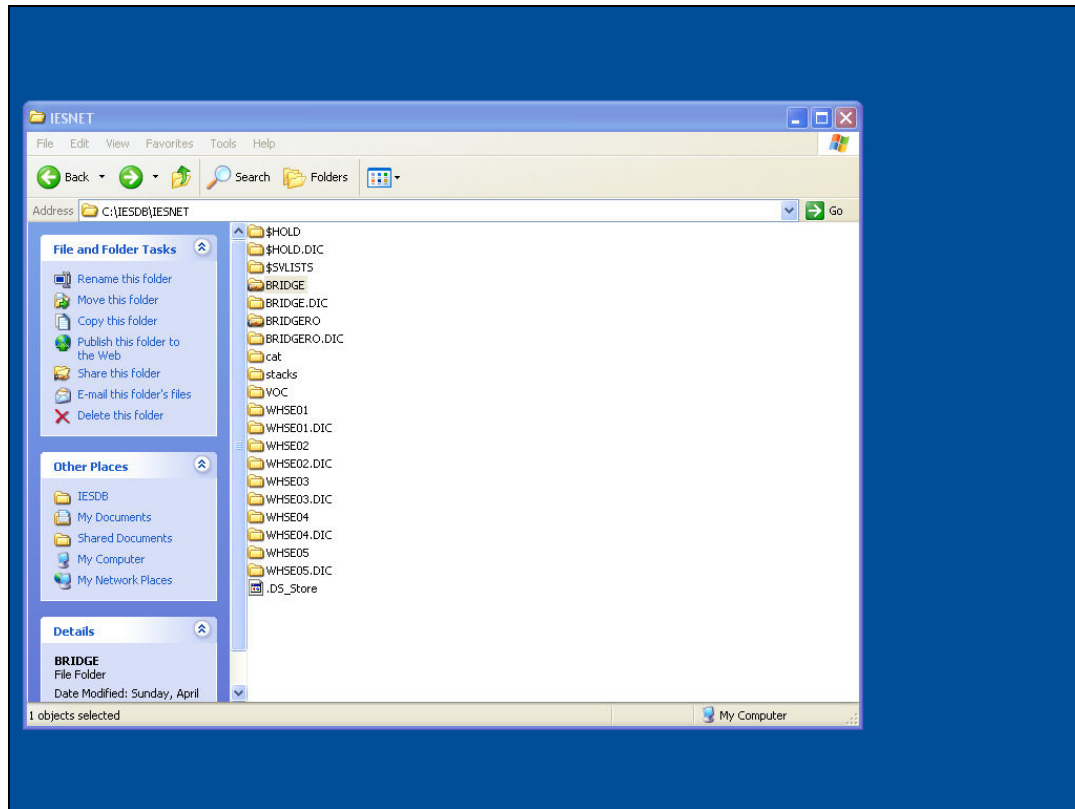 IESNET
File Edit View Favorites Tools Help
Back Search Folders
Address C:\IESDB\IESNET Go
File and Folder Tasks
Rename this folder
Move this folder
Copy this folder
Publish this folder to
the Web
Share this folder
E-mail this folder's files
Delete this folder
Other Places
IESDB
My Documents
Shared Documents
My Computer
My Network Places
Details
BRIDGE
File Folder
Date Modified: Sunday, April
$HOLD
$HOLD.DIC
$SVLISTS
BRIDGE
BRIDGE.DIC
BRIDGERO
BRIDGERO.DIC
cat
stacks
VOC
WHSE01
WHSE01.DIC
WHSE02
WHSE02.DIC
WHSE03
WHSE03.DIC
WHSE04
WHSE04.DIC
WHSE05
WHSE05.DIC
.DS_Store
1 objects selected My Computer